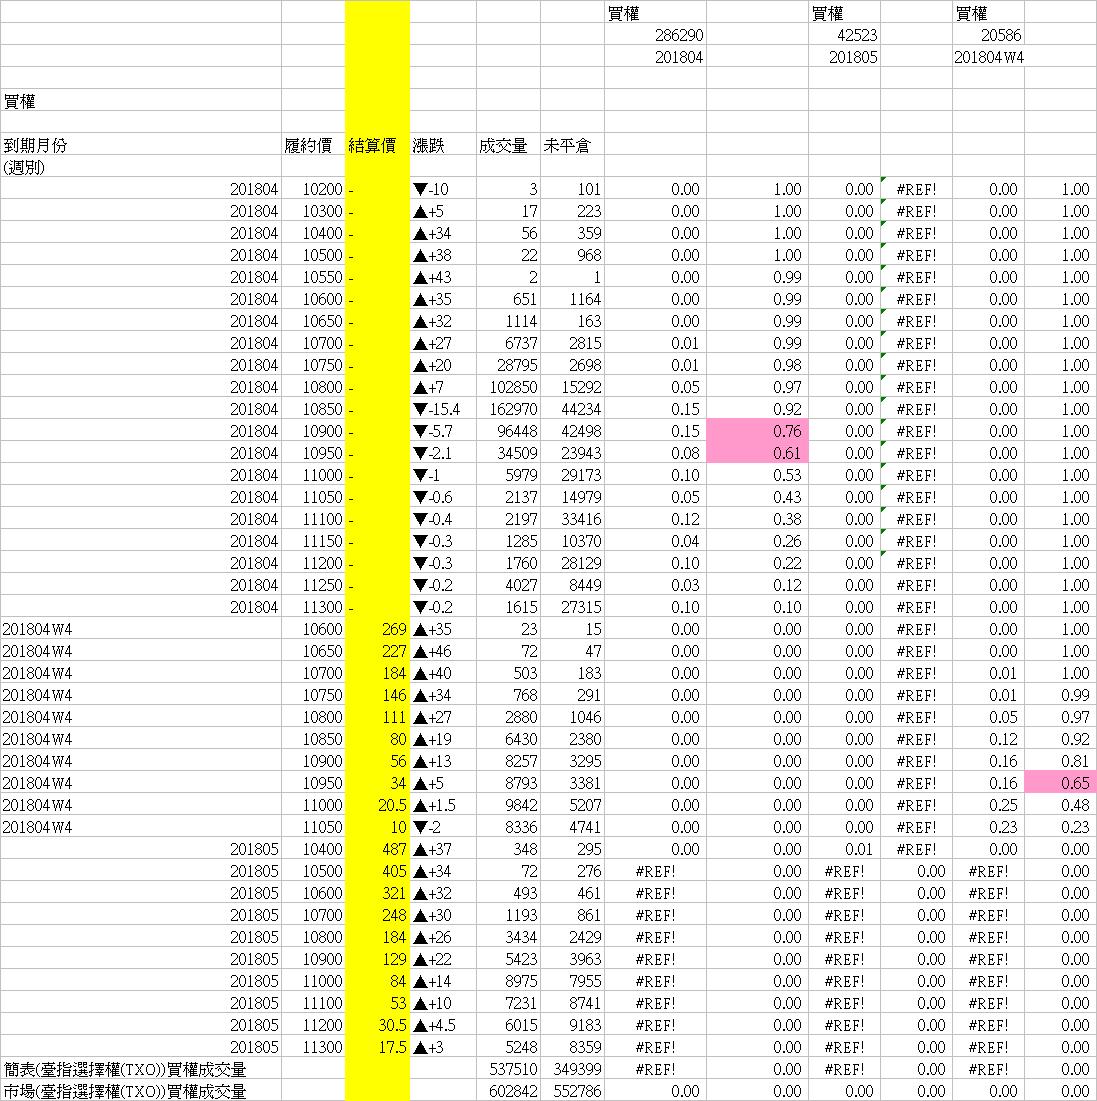 買權 買權 買權
286290 42523 20586
201804 201805 201804W4
買權
到期月份 履約價 結算價 漲跌 成交量 未平倉
(週別)
201804 10200 - ▼-10 3 101 0.00 1.00 0.00 #REF! 0.00 1.00
201804 10300 - ▲+5 17 223 0.00 1.00 0.00 #REF! 0.00 1.00
201804 10400 - ▲+34 56 359 0.00 1.00 0.00 #REF! 0.00 1.00
201804 10500 - ▲+38 22 968 0.00 1.00 0.00 #REF! 0.00 1.00
201804 10550 - ▲+43 2 1 0.00 0.99 0.00 #REF! 0.00 1.00
201804 10600 - ▲+35 651 1164 0.00 0.99 0.00 #REF! 0.00 1.00
201804 10650 - ▲+32 1114 163 0.00 0.99 0.00 #REF! 0.00 1.00
201804 10700 - ▲+27 6737 2815 0.01 0.99 0.00 #REF! 0.00 1.00
201804 10750 - ▲+20 28795 2698 0.01 0.98 0.00 #REF! 0.00 1.00
201804 10800 - ▲+7 102850 15292 0.05 0.97 0.00 #REF! 0.00 1.00
201804 10850 - ▼-15.4 162970 44234 0.15 0.92 0.00 #REF! 0.00 1.00
201804 10900 - ▼-5.7 96448 42498 0.15 0.76 0.00 #REF! 0.00 1.00
201804 10950 - ▼-2.1 34509 23943 0.08 0.61 0.00 #REF! 0.00 1.00
201804 11000 - ▼-1 5979 29173 0.10 0.53 0.00 #REF! 0.00 1.00
201804 11050 - ▼-0.6 2137 14979 0.05 0.43 0.00 #REF! 0.00 1.00
201804 11100 - ▼-0.4 2197 33416 0.12 0.38 0.00 #REF! 0.00 1.00
201804 11150 - ▼-0.3 1285 10370 0.04 0.26 0.00 #REF! 0.00 1.00
201804 11200 - ▼-0.3 1760 28129 0.10 0.22 0.00 #REF! 0.00 1.00
201804 11250 - ▼-0.2 4027 8449 0.03 0.12 0.00 #REF! 0.00 1.00
201804 11300 - ▼-0.2 1615 27315 0.10 0.10 0.00 #REF! 0.00 1.00
201804W4 10600 269 ▲+35 23 15 0.00 0.00 0.00 #REF! 0.00 1.00
201804W4 10650 227 ▲+46 72 47 0.00 0.00 0.00 #REF! 0.00 1.00
201804W4 10700 184 ▲+40 503 183 0.00 0.00 0.00 #REF! 0.01 1.00
201804W4 10750 146 ▲+34 768 291 0.00 0.00 0.00 #REF! 0.01 0.99
201804W4 10800 111 ▲+27 2880 1046 0.00 0.00 0.00 #REF! 0.05 0.97
201804W4 10850 80 ▲+19 6430 2380 0.00 0.00 0.00 #REF! 0.12 0.92
201804W4 10900 56 ▲+13 8257 3295 0.00 0.00 0.00 #REF! 0.16 0.81
201804W4 10950 34 ▲+5 8793 3381 0.00 0.00 0.00 #REF! 0.16 0.65
201804W4 11000 20.5 ▲+1.5 9842 5207 0.00 0.00 0.00 #REF! 0.25 0.48
201804W4 11050 10 ▼-2 8336 4741 0.00 0.00 0.00 #REF! 0.23 0.23
201805 10400 487 ▲+37 348 295 0.00 0.00 0.01 #REF! 0.00 0.00
201805 10500 405 ▲+34 72 276 #REF! 0.00 #REF! 0.00 #REF! 0.00
201805 10600 321 ▲+32 493 461 #REF! 0.00 #REF! 0.00 #REF! 0.00
201805 10700 248 ▲+30 1193 861 #REF! 0.00 #REF! 0.00 #REF! 0.00
201805 10800 184 ▲+26 3434 2429 #REF! 0.00 #REF! 0.00 #REF! 0.00
201805 10900 129 ▲+22 5423 3963 #REF! 0.00 #REF! 0.00 #REF! 0.00
201805 11000 84 ▲+14 8975 7955 #REF! 0.00 #REF! 0.00 #REF! 0.00
201805 11100 53 ▲+10 7231 8741 #REF! 0.00 #REF! 0.00 #REF! 0.00
201805 11200 30.5 ▲+4.5 6015 9183 #REF! 0.00 #REF! 0.00 #REF! 0.00
201805 11300 17.5 ▲+3 5248 8359 #REF! 0.00 #REF! 0.00 #REF! 0.00
簡表(臺指選擇權(TXO))買權成交量 537510 349399 #REF! 0.00 #REF! 0.00 #REF! 0.00
市場(臺指選擇權(TXO))買權成交量 602842 552786 0.00 0.00 0.00 0.00 0.00 0.00